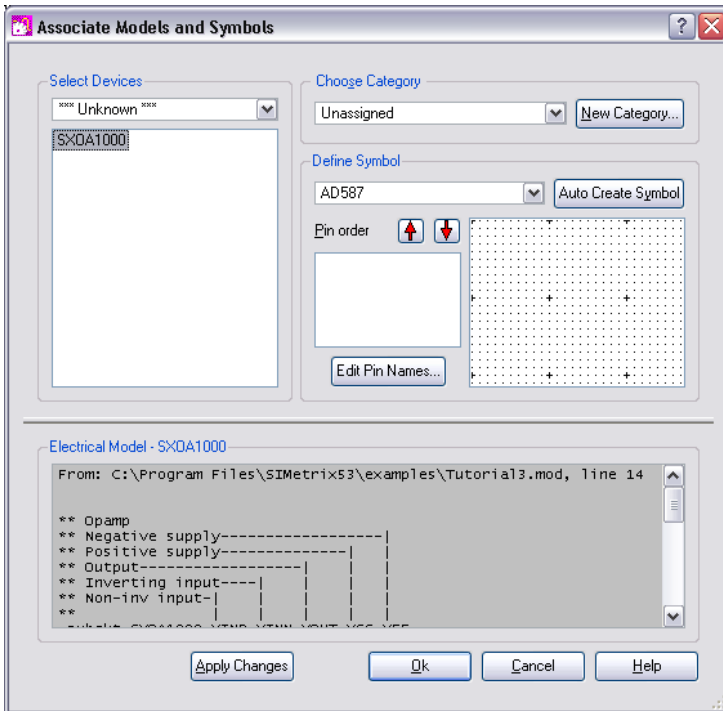 Associate Models and Symbols
Select Devices
*** Unknown ***
SXOA1000
Choose Category
Unassigned
New Category...
Define Symbol
AD587
Auto Create Symbol
Pin order
Edit Pin Names...
Electrical Model - SXOA1000
From: C:\Program Files\SIMetrix53\examples\Tutorial3.mod, line 14
** Opamp
** Negative supply-------------------|
** Positive supply--------------|    |
** Output------------------|    |    |
** Inverting input----|    |    |    |
** Non-inv input-|    |    |    |    |
**               |    |    |    |    |
Apply Changes
Ok
Cancel
Help